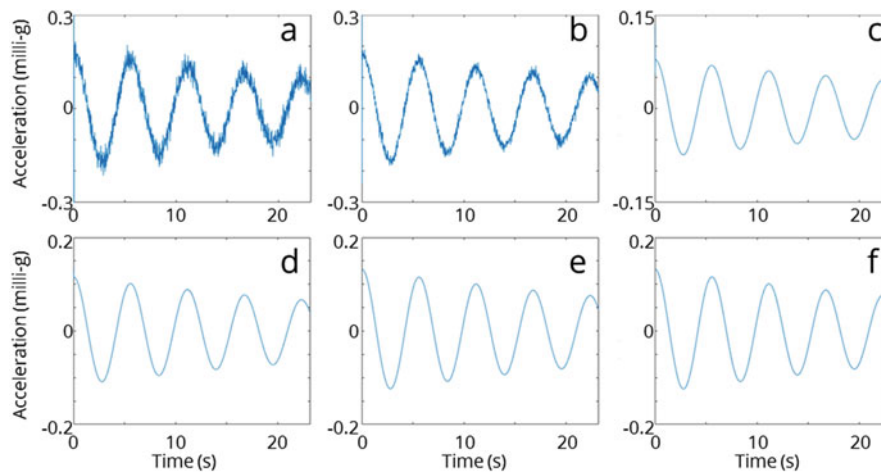 0.3 0.3 0.15
a b c
Acceleration (milli-g)
0 0 0
-0.3 -0.3 -0.15
0 10 20 0 10 20 0 10 20
0.2 0.2 0.2
d e f
Acceleration (milli-g)
0 0 0
-0.2 -0.2 -0.2
0 10 20 0 10 20 0 10 20
Time (s) Time (s) Time (s)